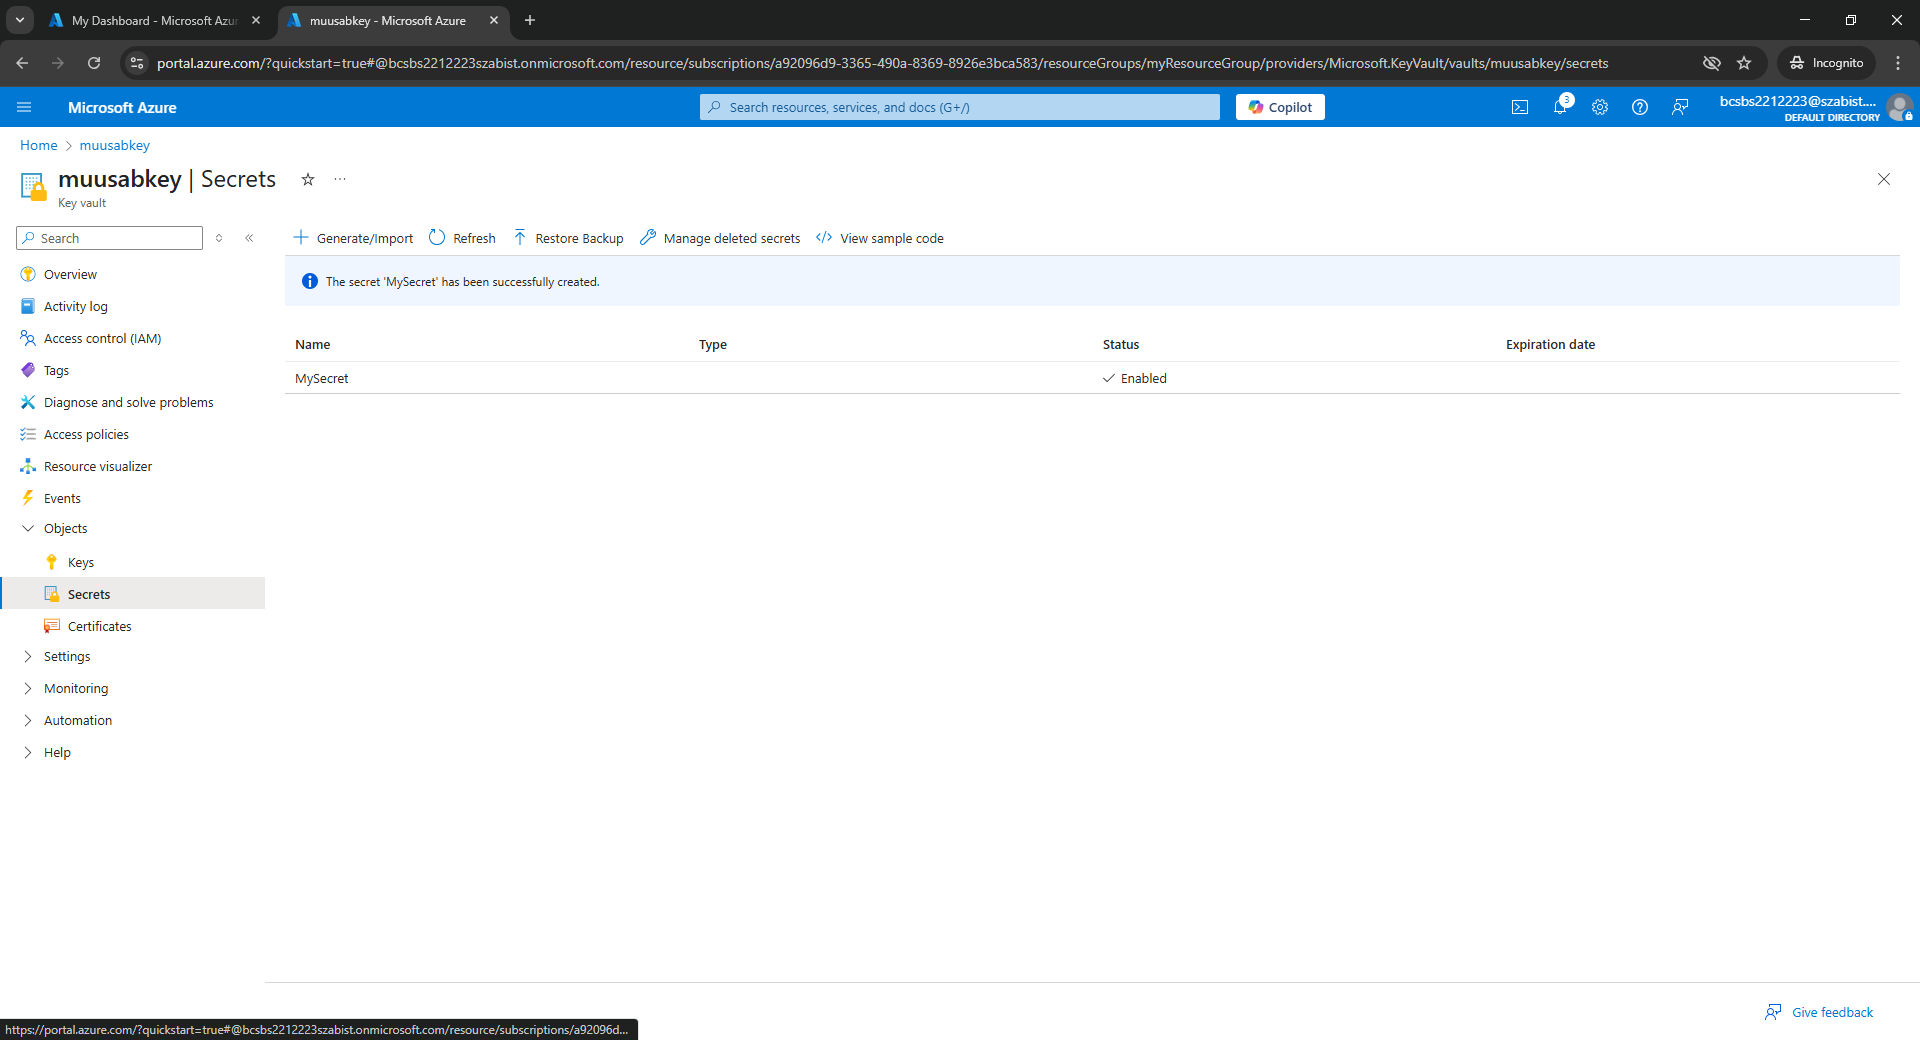 My Dashboard - Microsoft Azur
muusabkey - Microsoft Azure
portal.azure.com/?quickstart=true#@bcsbs2212223szabist.onmicrosoft.com/resource/subscriptions/a92096d9-3365-490a-8369-8926e3bca583/resourceGroups/myResourceGroup/providers/Microsoft.KeyVault/vaults/muusabkey/secrets
Incognito
Microsoft Azure
Search resources, services, and docs (G+/)
Copilot
3
bcsbs2212223@szabist....
DEFAULT DIRECTORY
Home > muusabkey
muusabkey | Secrets
Key vault
Search
Generate/Import
Refresh
Restore Backup
Manage deleted secrets
View sample code
Overview
Activity log
Access control (IAM)
Tags
Diagnose and solve problems
Access policies
Resource visualizer
Events
Objects
Keys
Secrets
Certificates
Settings
Monitoring
Automation
Help
The secret 'MySecret' has been successfully created.
Name Type Status Expiration date
MySecret Enabled
Give feedback
https://portal.azure.com/?quickstart=true#@bcsbs2212223szabist.onmicrosoft.com/resource/subscriptions/a92096d...